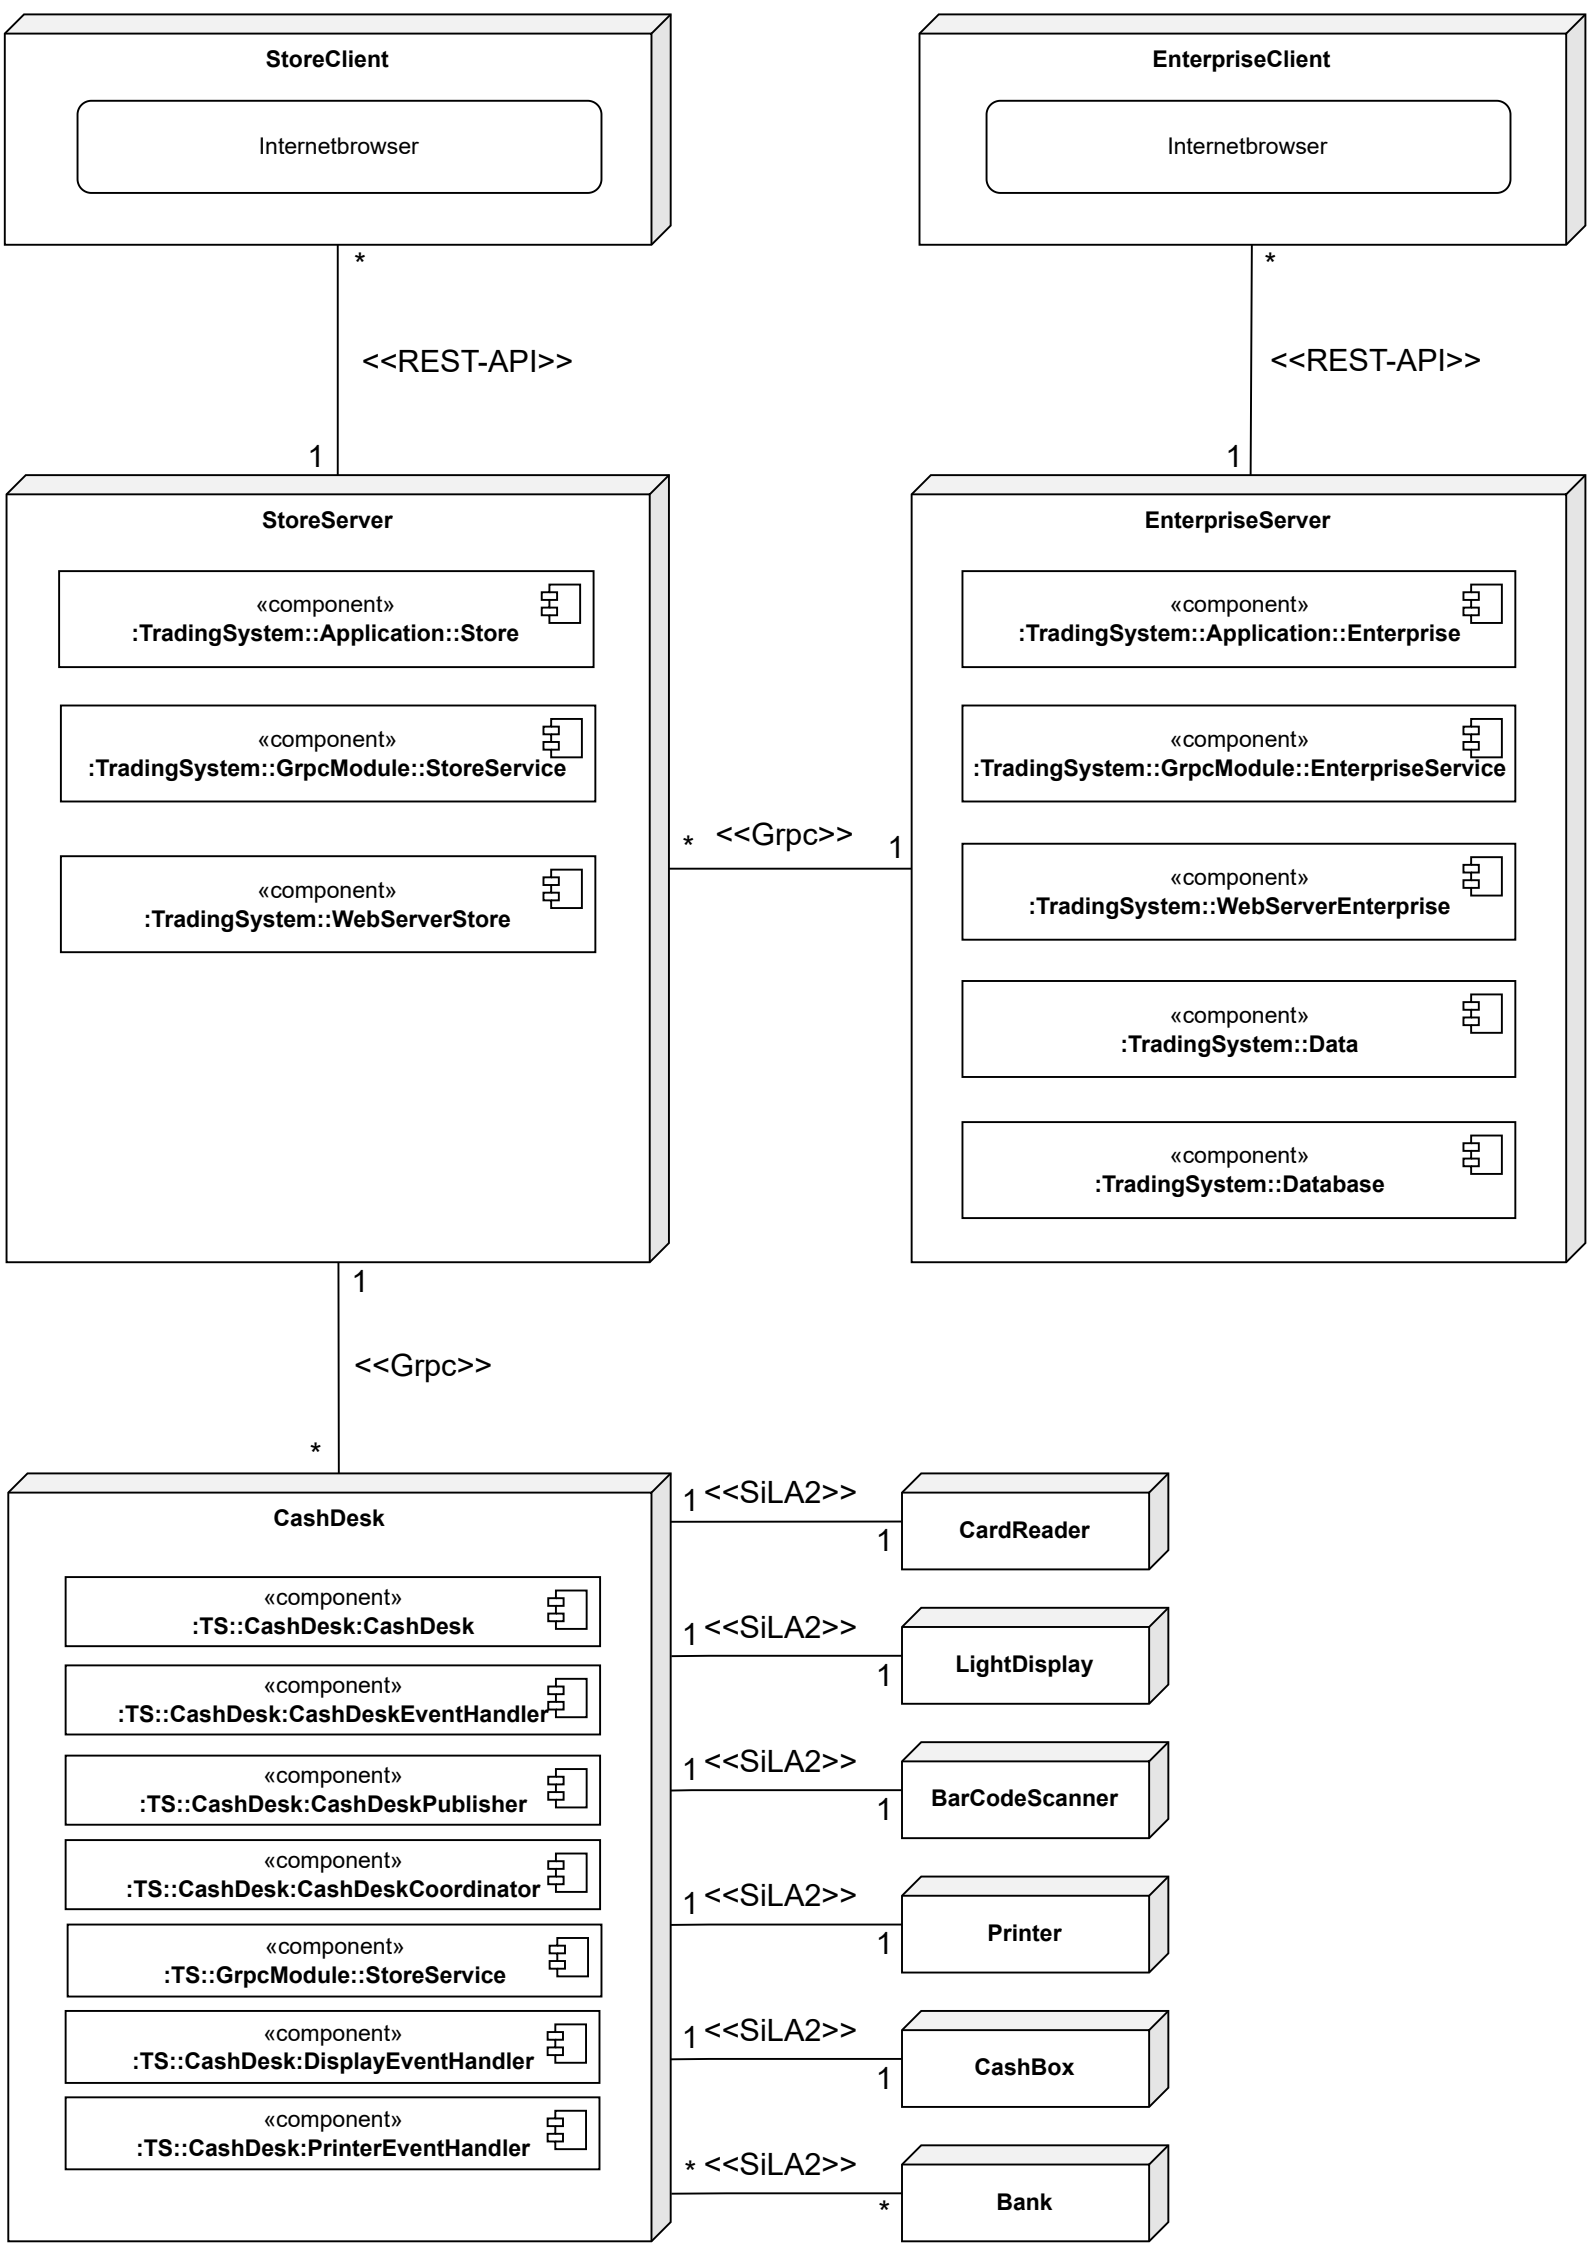 StoreClient
Internetbrowser
EnterpriseClient
Internetbrowser
*
<<REST-API>>
1
*
<<REST-API>>
1
StoreServer
«component»
:TradingSystem::Application::Store
«component»
:TradingSystem::GrpcModule::StoreService
«component»
:TradingSystem::WebServerStore
* <<Grpc>> 1
EnterpriseServer
«component»
:TradingSystem::Application::Enterprise
«component»
:TradingSystem::GrpcModule::EnterpriseService
«component»
:TradingSystem::WebServerEnterprise
«component»
:TradingSystem::Data
«component»
:TradingSystem::Database
1
<<Grpc>>
*
CashDesk
«component»
:TS::CashDesk:CashDesk
«component»
:TS::CashDesk:CashDeskEventHandler
«component»
:TS::CashDesk:CashDeskPublisher
«component»
:TS::CashDesk:CashDeskCoordinator
«component»
:TS::GrpcModule::StoreService
«component»
:TS::CashDesk:DisplayEventHandler
«component»
:TS::CashDesk:PrinterEventHandler
1 <<SiLA2>>
1
CardReader
1 <<SiLA2>>
1
LightDisplay
1 <<SiLA2>>
1
BarCodeScanner
1 <<SiLA2>>
1
Printer
1 <<SiLA2>>
1
CashBox
* <<SiLA2>>
*
Bank